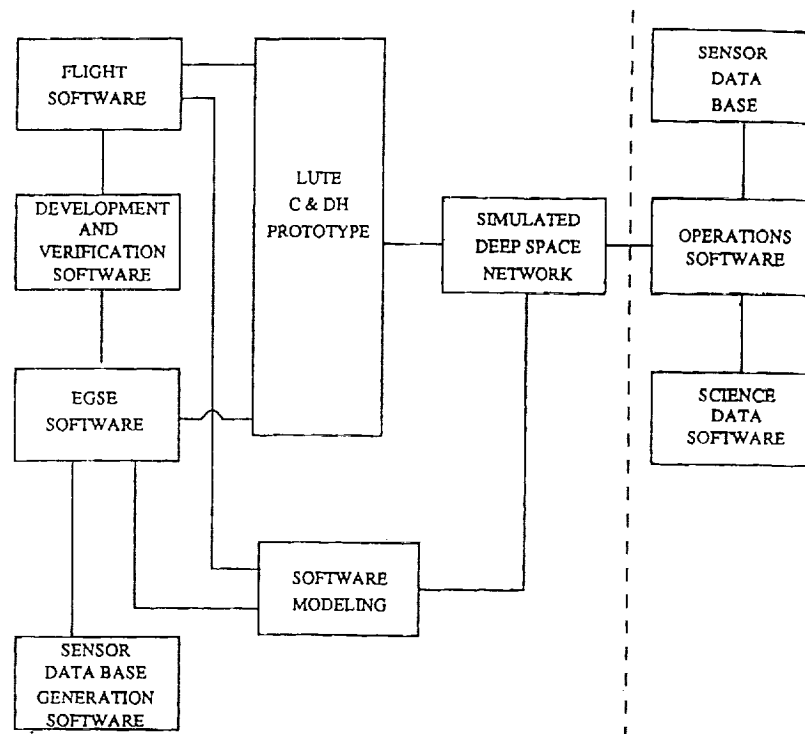 FLIGHT
SOFTWARE
DEVELOPMENT
AND
VERIFICATION
SOFTWARE
EGSE
SOFTWARE
SENSOR
DATA BASE
GENERATION
SOFTWARE
LUTE
C & DH
PROTOTYPE
SOFTWARE
MODELING
SIMULATED
DEEP SPACE
NETWORK
SENSOR
DATA
BASE
OPERATIONS
SOFTWARE
SCIENCE
DATA
SOFTWARE